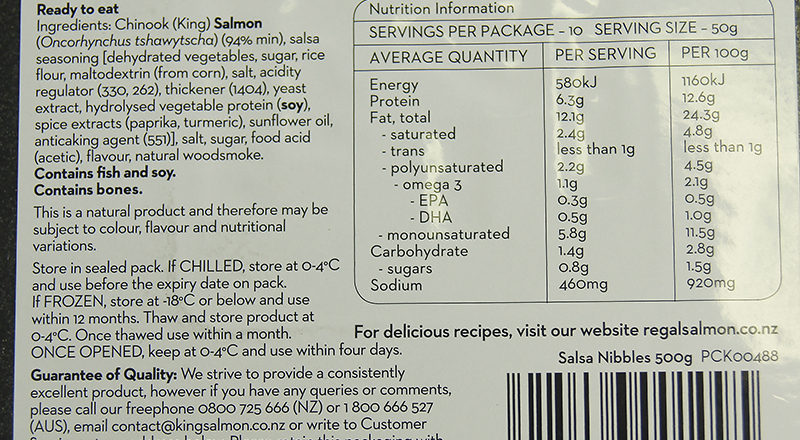 Ready to eat
Ingredients: Chinook (King) Salmon
(Oncorhynchus tshawytscha) (94% min), salsa
seasoning [dehydrated vegetables, sugar, rice
flour, maltodextrin (from corn), salt, acidity
regulator (330, 262), thickener (1404), yeast
extract, hydrolysed vegetable protein (soy),
spice extracts (paprika, turmeric), sunflower oil,
anticaking agent (551)], salt, sugar, food acid
(acetic), flavour, natural woodsmoke.
Contains fish and soy.
Contains bones.
This is a natural product and therefore may be
subject to colour, flavour and nutritional
variations.
Store in sealed pack. If CHILLED, store at 0-4°C
and use before the expiry date on pack.
If FROZEN, store at -18°C or below and use
within 12 months. Thaw and store product at
0-4°C. Once thawed use within a month.
ONCE OPENED, keep at 0-4°C and use within four days.
Guarantee of Quality: We strive to provide a consistently
excellent product, however if you have any queries or comments,
please call our freephone 0800 725 666 (NZ) or 1 800 666 527
(AUS), email contact@kingsalmon.co.nz or write to Customer
Nutrition Information
SERVINGS PER PACKAGE - 10 SERVING SIZE - 50g
AVERAGE QUANTITY PER SERVING PER 100g
Energy 580kJ 1160kJ
Protein 6.3g 12.6g
Fat, total 12.1g 24.3g
- saturated 2.4g 4.8g
- trans less than 1g less than 1g
- polyunsaturated 2.2g 4.5g
- omega 3 1.1g 2.1g
- EPA 0.3g 0.5g
- DHA 0.5g 1.0g
- monounsaturated 5.8g 11.5g
Carbohydrate 1.4g 2.8g
- sugars 0.8g 1.5g
Sodium 460mg 920mg
For delicious recipes, visit our website regalsalmon.co.nz
Salsa Nibbles 500g PCK00488